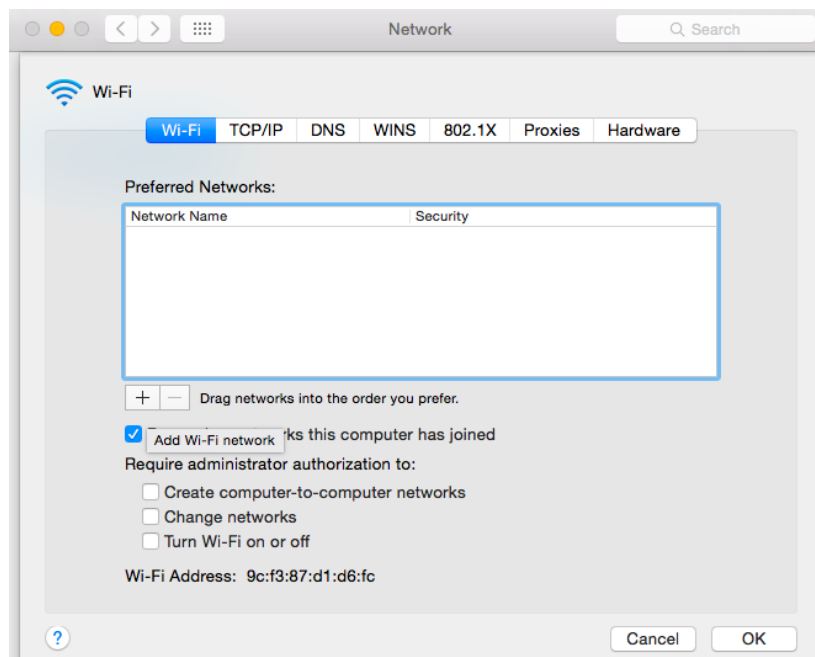 Network
Search
Wi-Fi
Wi-Fi TCP/IP DNS WINS 802.1X Proxies Hardware
Preferred Networks:
Network Name Security
+ − Drag networks into the order you prefer.
this computer has joined
Add Wi-Fi network
Require administrator authorization to:
Create computer-to-computer networks
Change networks
Turn Wi-Fi on or off
Wi-Fi Address: 9c:f3:87:d1:d6:fc
? Cancel OK